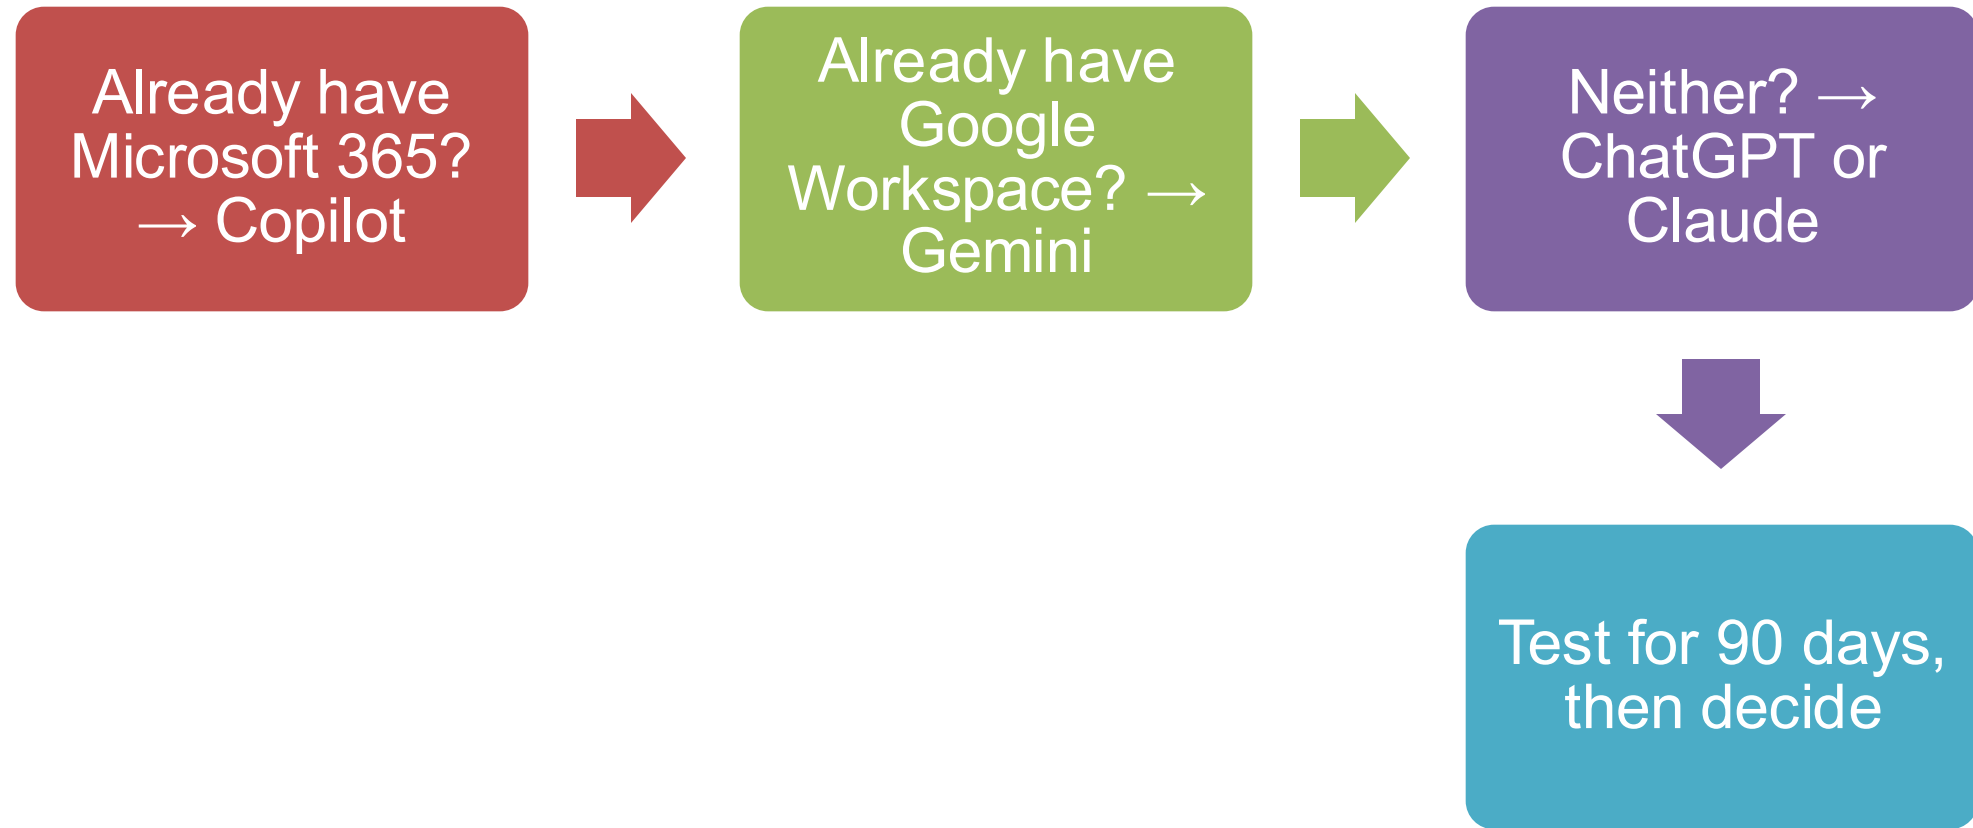 Already have
Microsoft 365?
→ Copilot
Already have
Google
Workspace? →
Gemini
Neither? →
ChatGPT or
Claude
Test for 90 days,
then decide